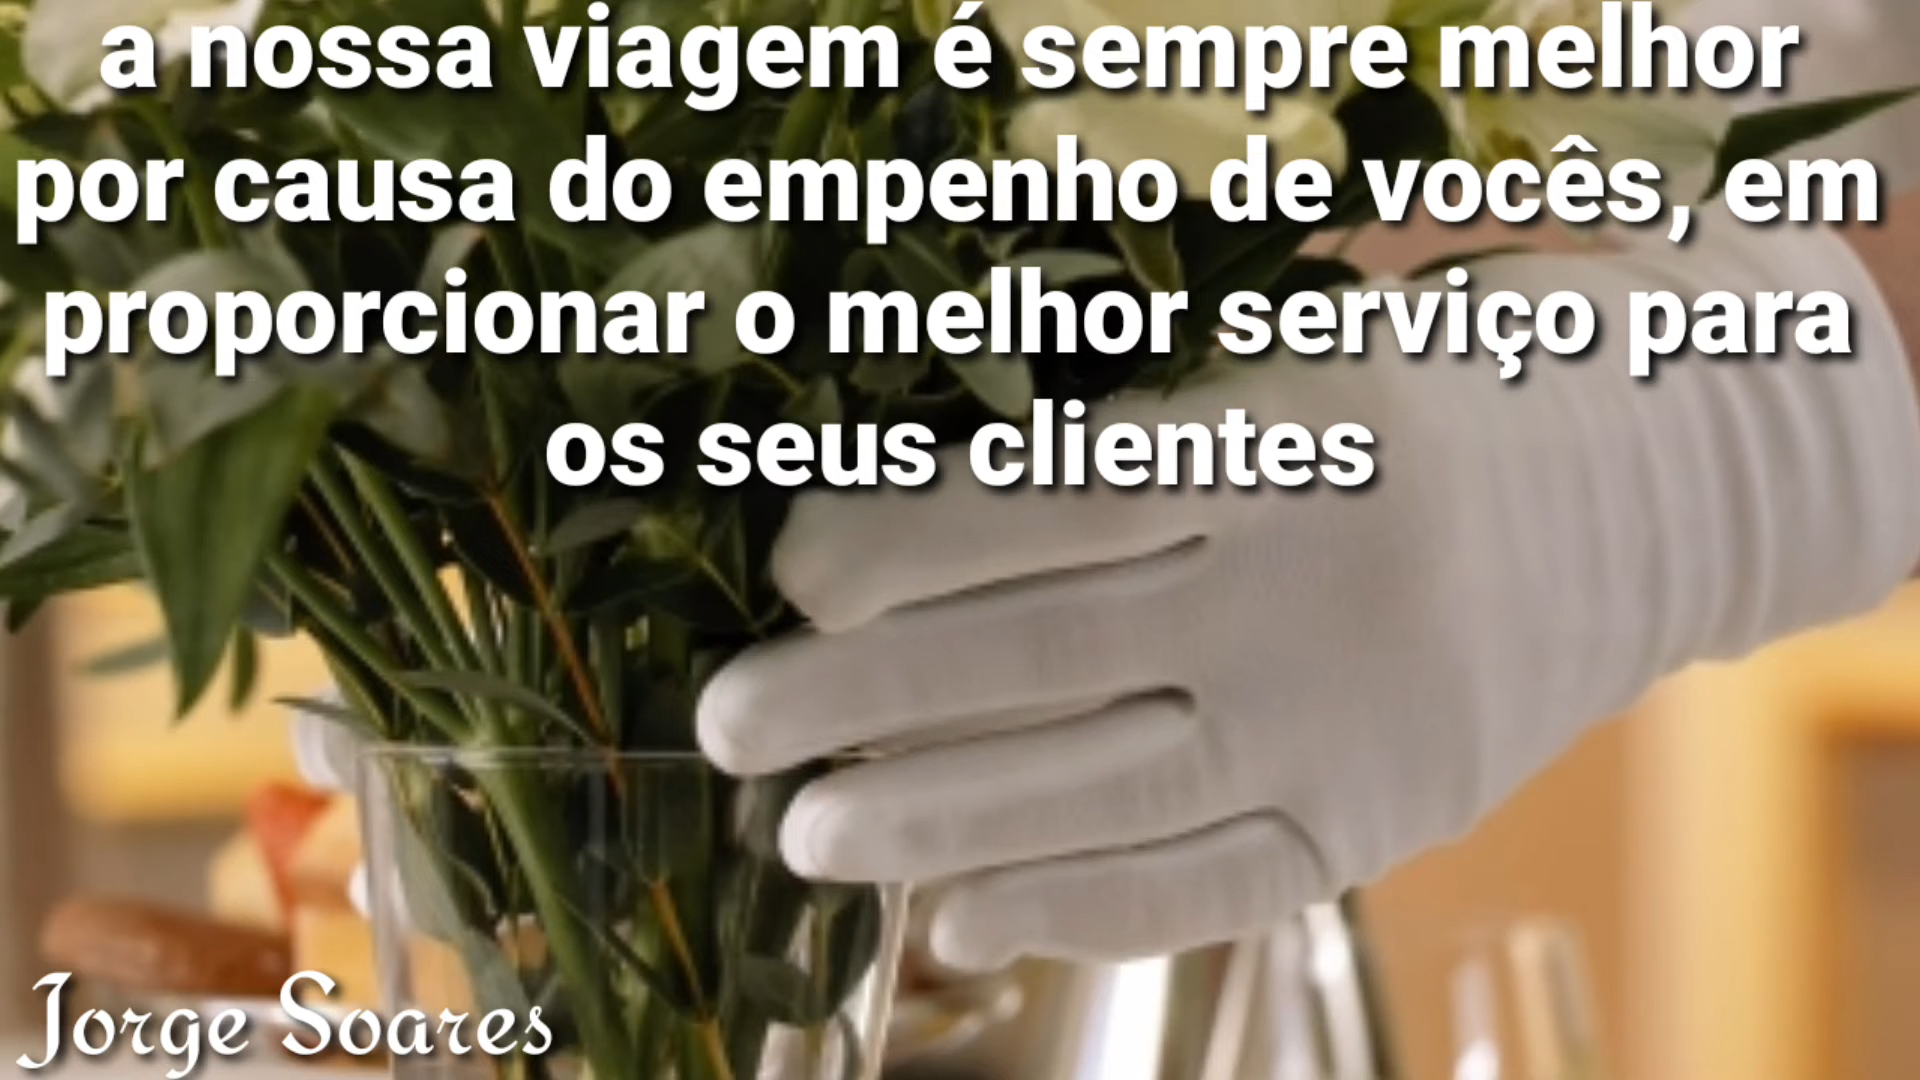 a nossa viagem é sempre melhor
por causa do empenho de vocês, em
proporcionar o melhor serviço para
os seus clientes
Jorge Soares